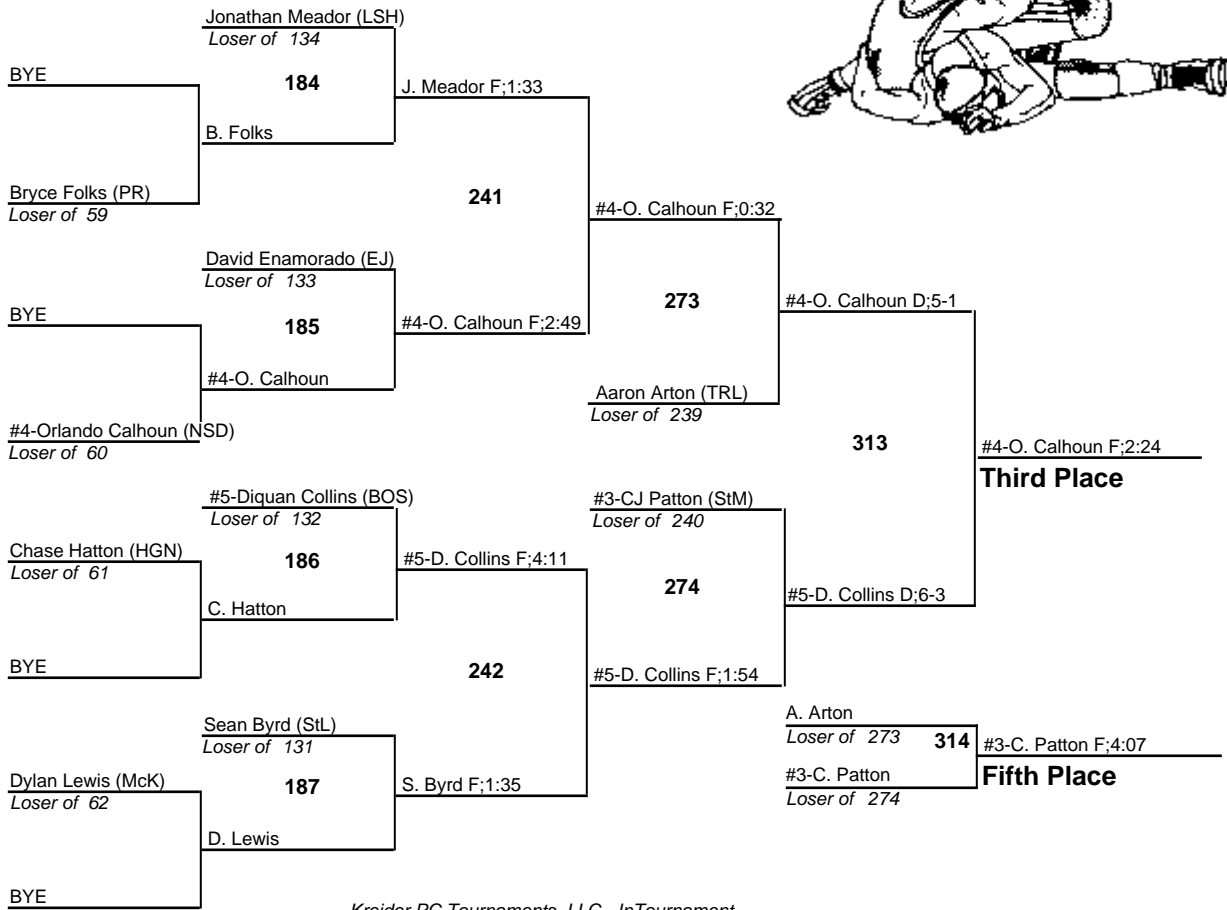 Jonathan Meador (LSH)
Loser of 134
BYE
184
J. Meador F;1:33
B. Folks
Bryce Folks (PR)
Loser of 59
241
#4-O. Calhoun F;0:32
David Enamorado (EJ)
Loser of 133
BYE
185
#4-O. Calhoun F;2:49
273
#4-O. Calhoun D;5-1
#4-O. Calhoun
Aaron Arton (TRL)
Loser of 239
#4-Orlando Calhoun (NSD)
Loser of 60
313
#4-O. Calhoun F;2:24
Third Place
#5-Diquan Collins (BOS)
Loser of 132
#3-CJ Patton (StM)
Loser of 240
Chase Hatton (HGN)
Loser of 61
186
#5-D. Collins F;4:11
274
#5-D. Collins D;6-3
C. Hatton
BYE
242
#5-D. Collins F;1:54
Sean Byrd (StL)
Loser of 131
A. Arton
Loser of 273
314
#3-C. Patton F;4:07
Fifth Place
#3-C. Patton
Loser of 274
Dylan Lewis (McK)
Loser of 62
187
S. Byrd F;1:35
D. Lewis
BYE